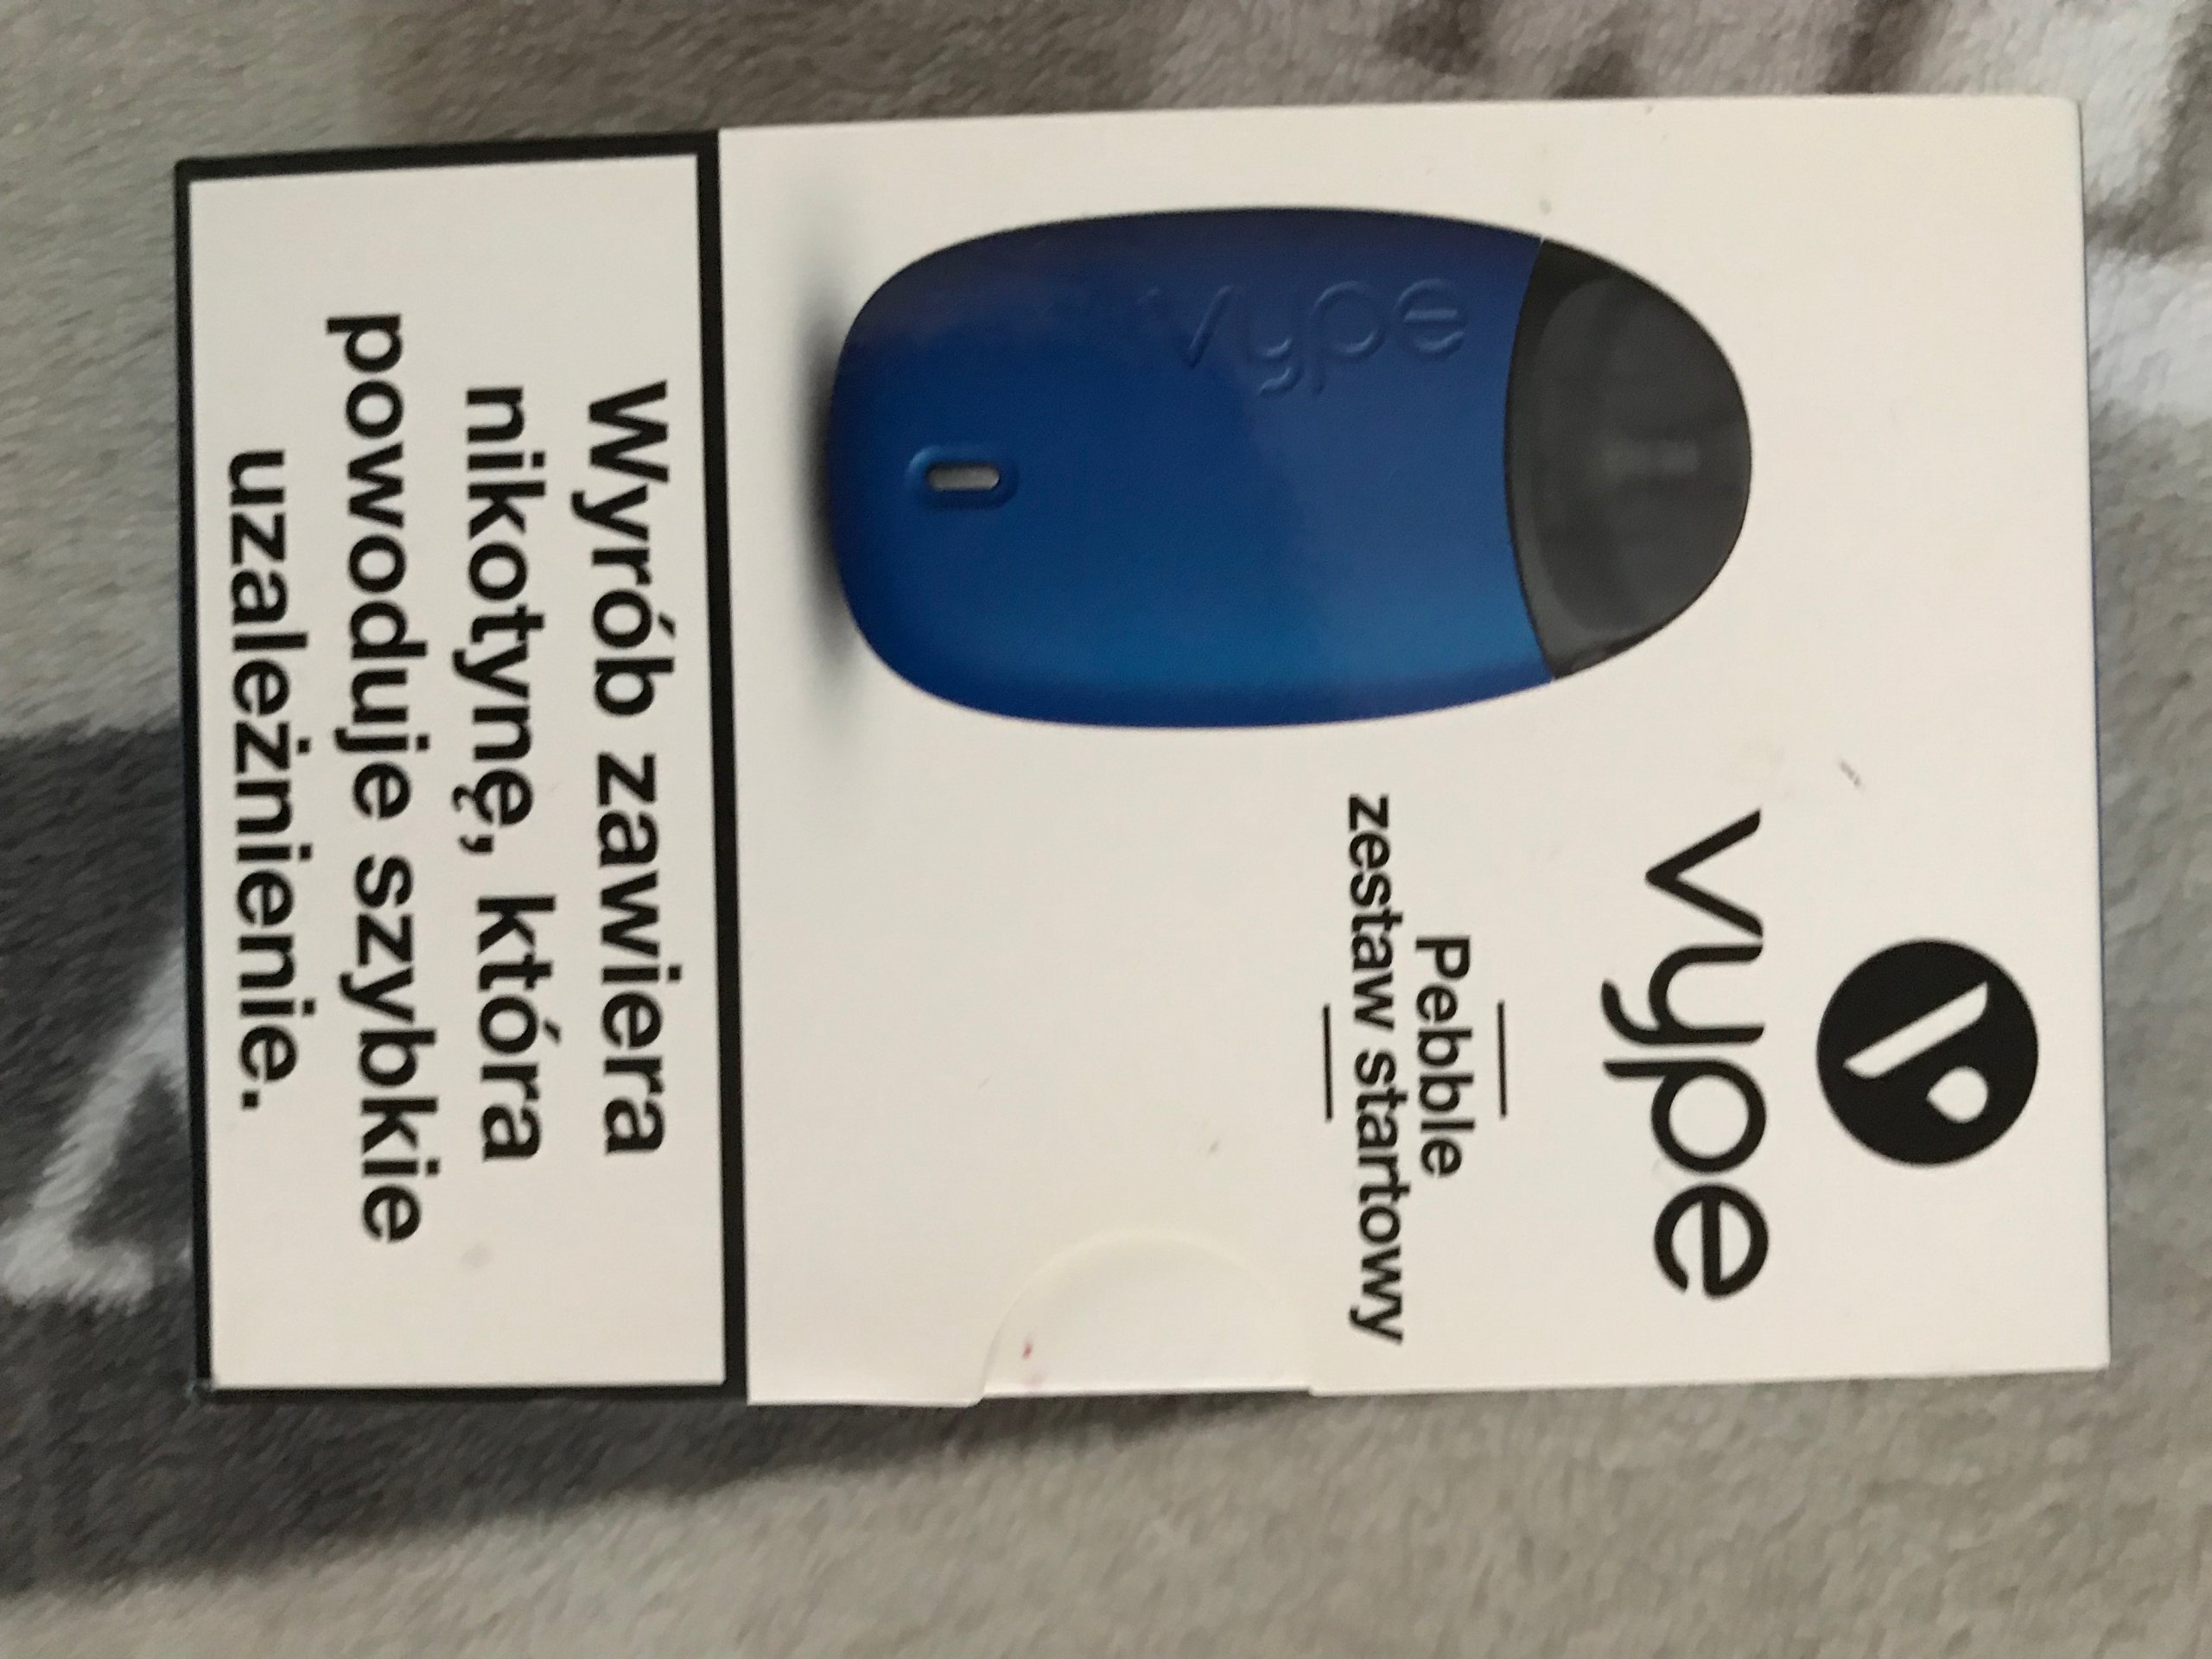 vype
Pebble
zestaw startowy
vype
Wyrób zawiera
nikotynę, która
powoduje szybkie
uzależnienie.